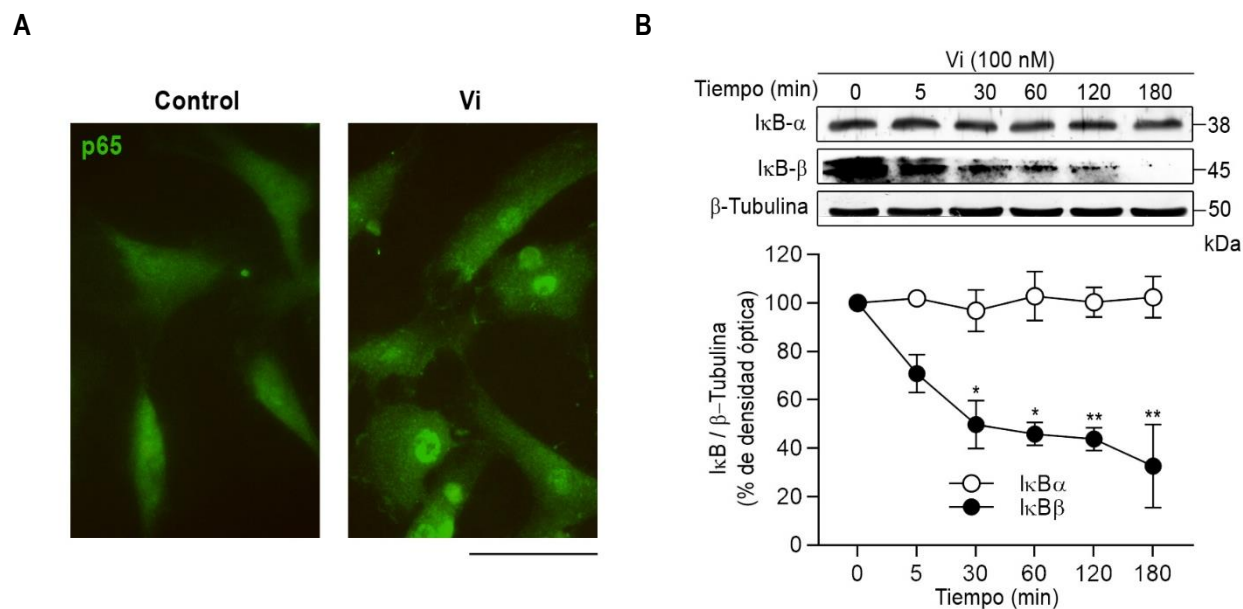 A
Control
Vi
p65
B
Vi (100 nM)
Tiempo (min) 0 5 30 60 120 180
IκB-α 38
IκB-β 45
β-Tubulina 50
kDa
IκB / β–Tubulina
(% de densidad óptica)
120
100
80
60
40
20
0
* * ** **
IκBα
IκBβ
0 5 30 60 120 180
Tiempo (min)